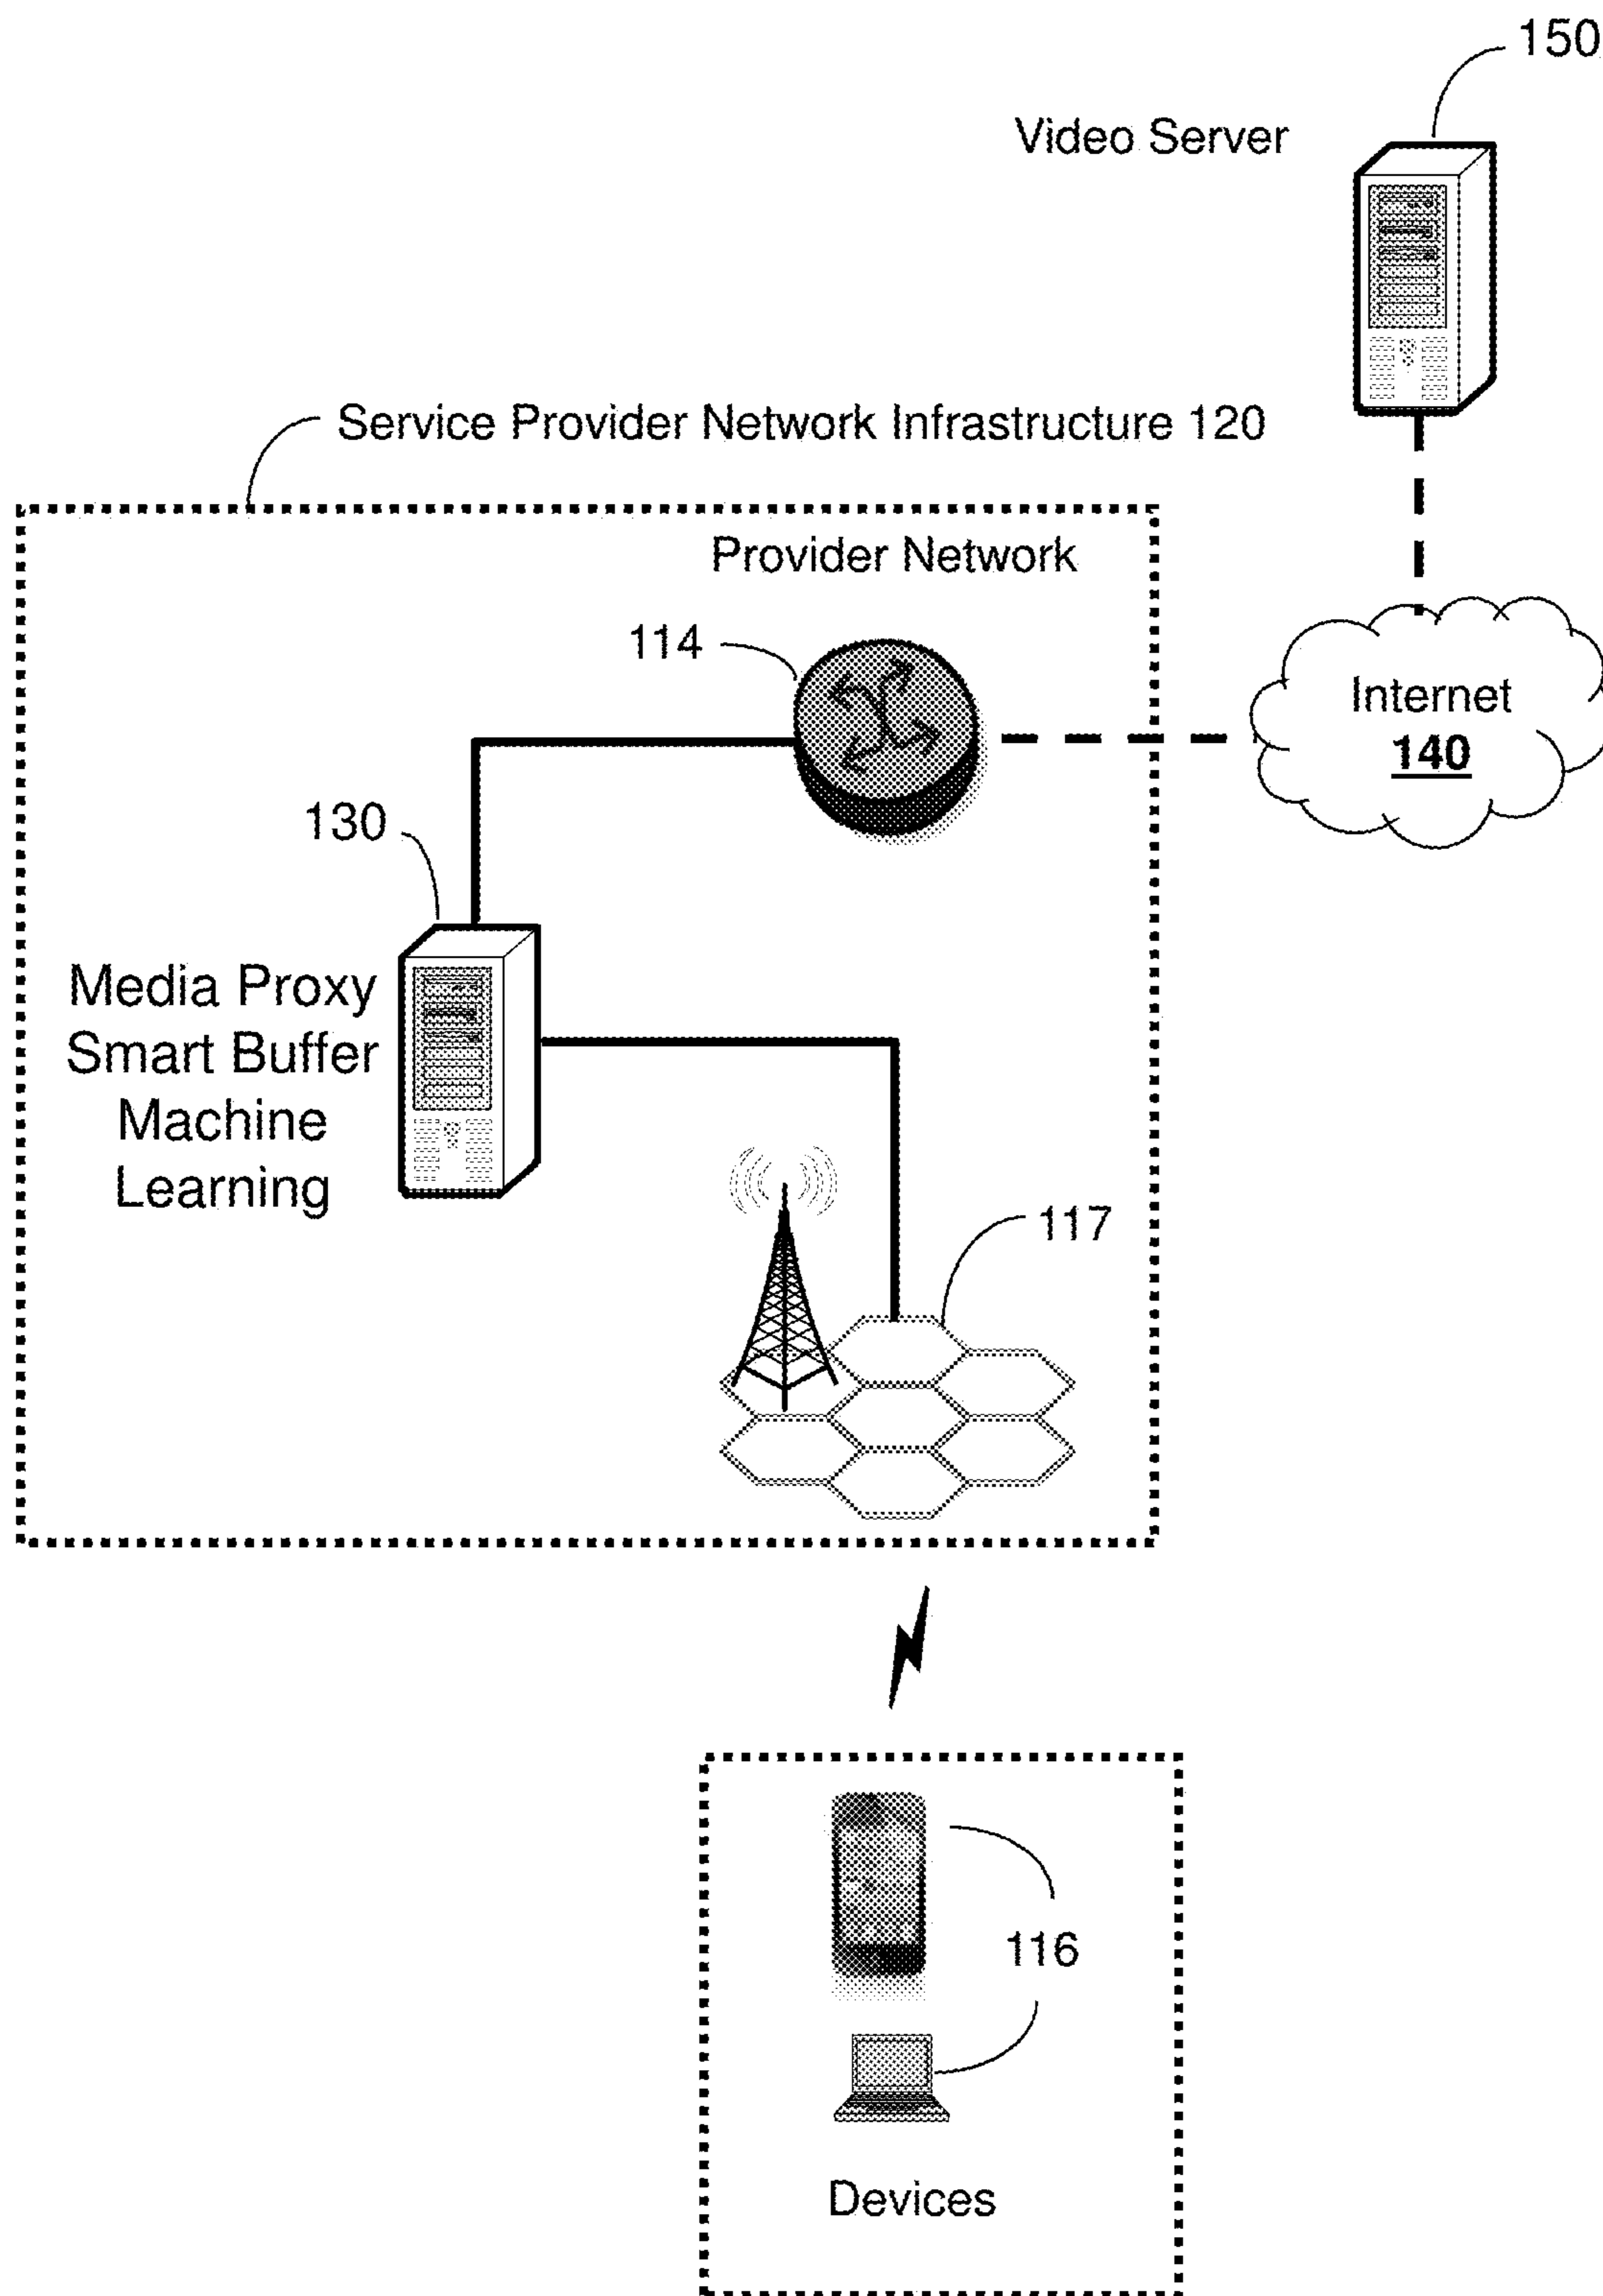 150
Video Server
Service Provider Network Infrastructure 120
Provider Network
114
Internet
140
130
Media Proxy
Smart Buffer
Machine
Learning
117
116
Devices